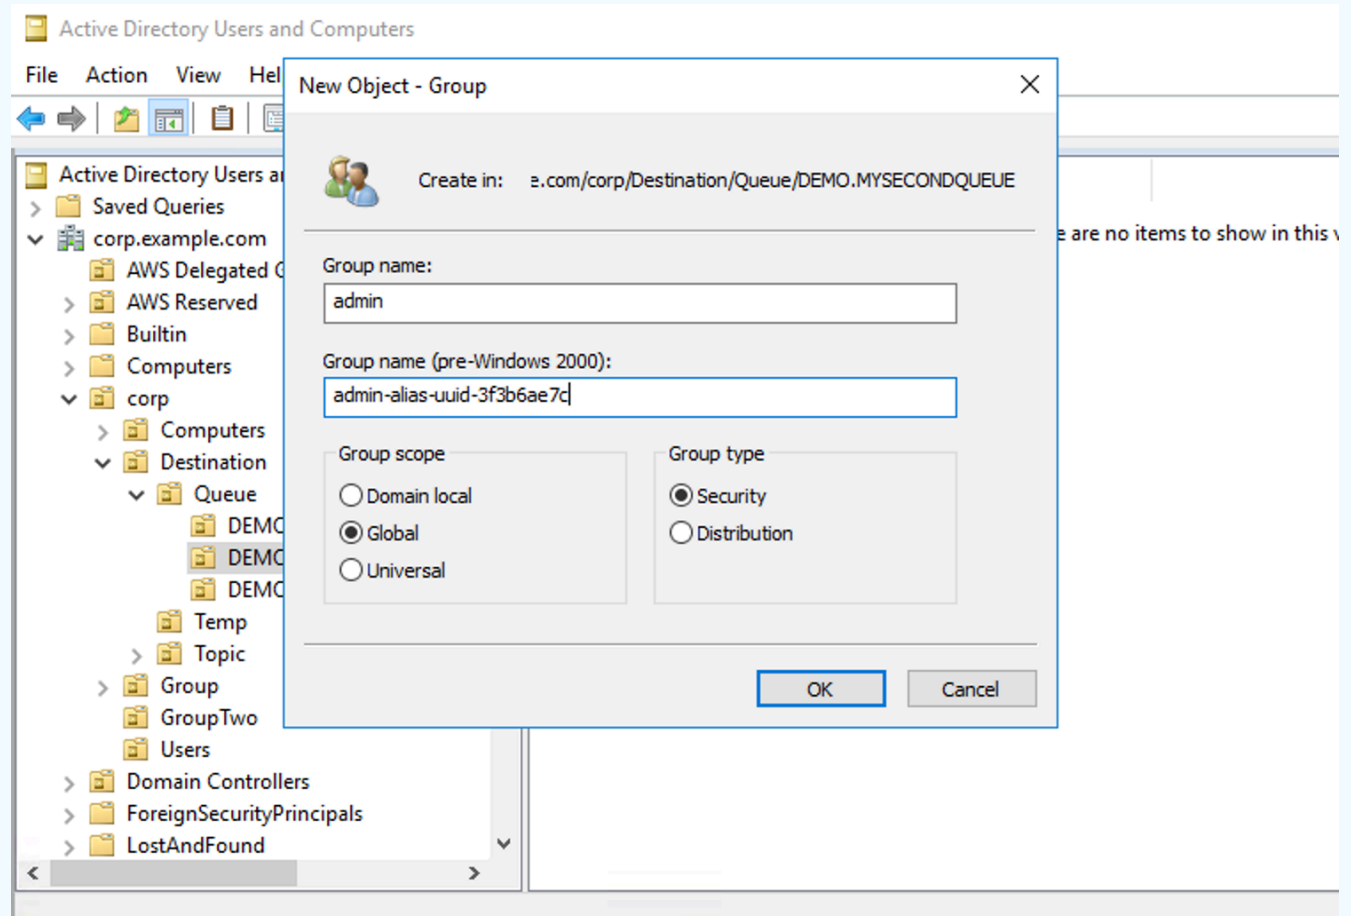 Active Directory Users and Computers
File Action View Hel
New Object - Group
Create in: e.com/corp/Destination/Queue/DEMO.MYSECONDQUEUE
Active Directory Users a
Saved Queries
e are no items to show in this v
corp.example.com
Group name:
AWS Delegated G
admin
AWS Reserved
Builtin
Group name (pre-Windows 2000):
Computers
admin-alias-uuid-3f3b6ae7c
corp
Computers
Group scope
Group type
Destination
Domain local
Security
Queue
Global
Distribution
DEMO
DEMO
Universal
DEMO
Temp
Topic
Group
OK
Cancel
GroupTwo
Users
Domain Controllers
ForeignSecurityPrincipals
LostAndFound